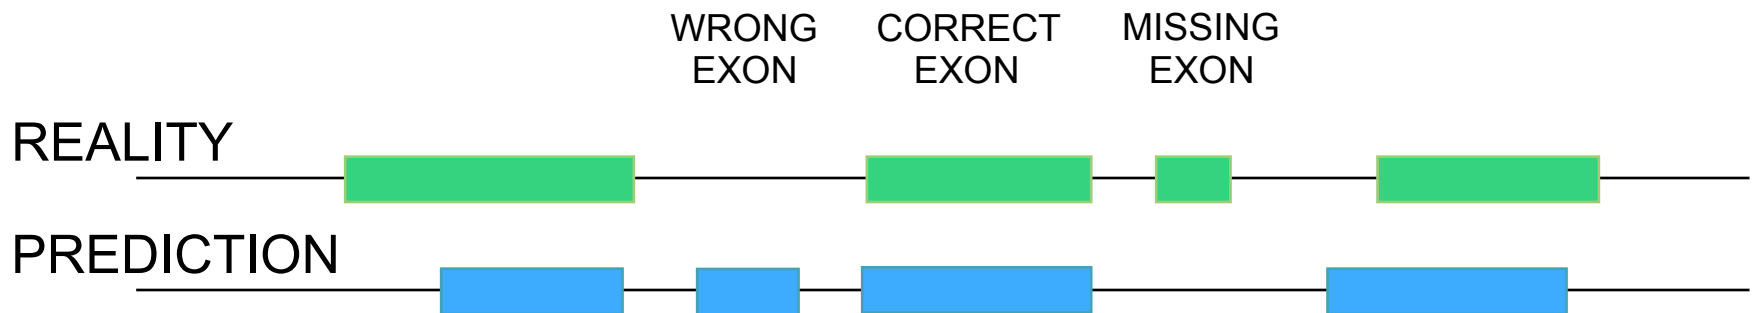 WRONG
EXON
CORRECT
EXON
MISSING
EXON
REALITY
PREDICTION